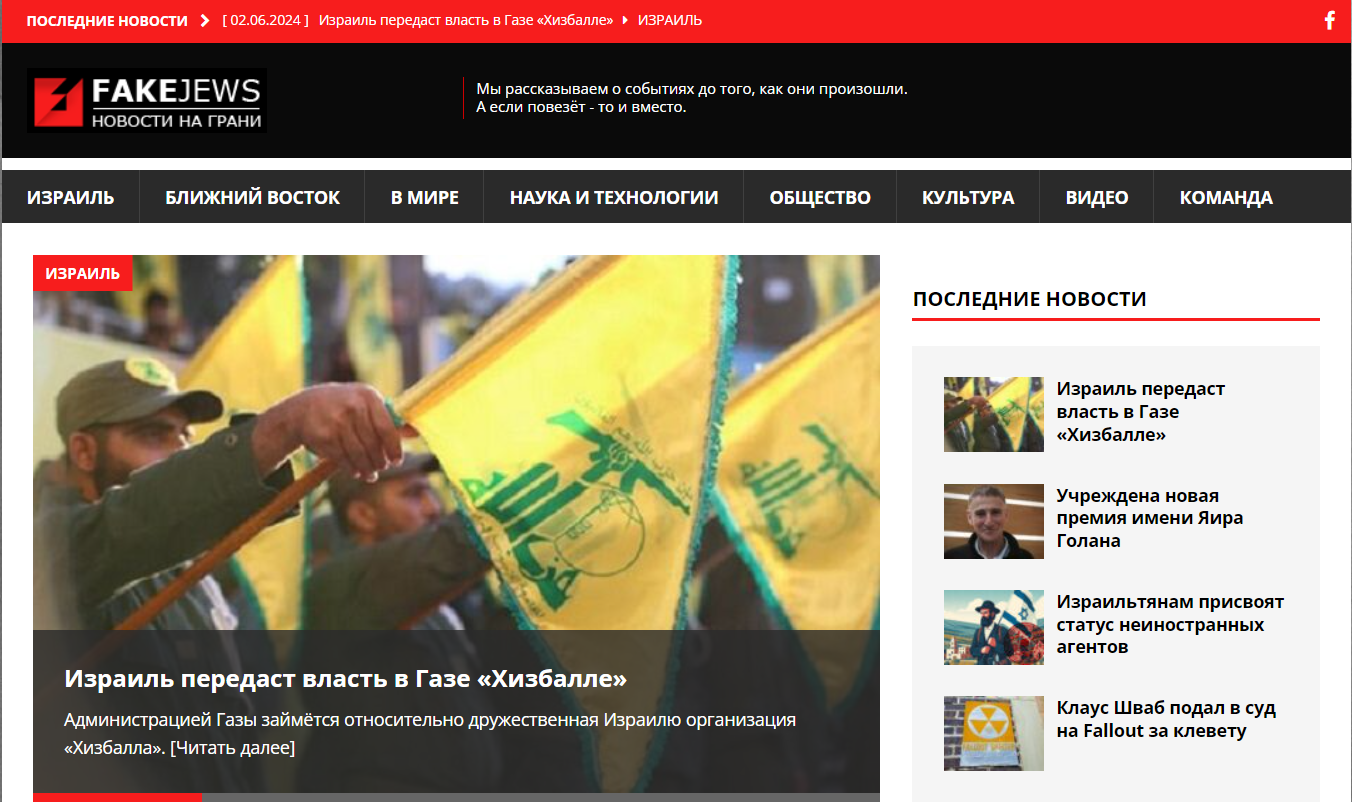 ПОСЛЕДНИЕ НОВОСТИ [ 02.06.2024 ] Израиль передаст власть в Газе «Хизбалле» ИЗРАИЛЬ
FAKEJEWS
НОВОСТИ НА ГРАНИ
Мы рассказываем о событиях до того, как они произошли.
А если повезёт - то и вместо.
ИЗРАИЛЬ БЛИЖНИЙ ВОСТОК В МИРЕ НАУКА И ТЕХНОЛОГИИ ОБЩЕСТВО КУЛЬТУРА ВИДЕО КОМАНДА
ИЗРАИЛЬ
Израиль передаст власть в Газе «Хизбалле»
Администрацией Газы займётся относительно дружественная Израилю организация
«Хизбалла». [Читать далее]
ПОСЛЕДНИЕ НОВОСТИ
Израиль передаст
власть в Газе
«Хизбалле»
Учреждена новая
премия имени Яира
Голана
Израильтянам присвоят
статус неиностранных
агентов
Клаус Шваб подал в суд
на Fallout за клевету